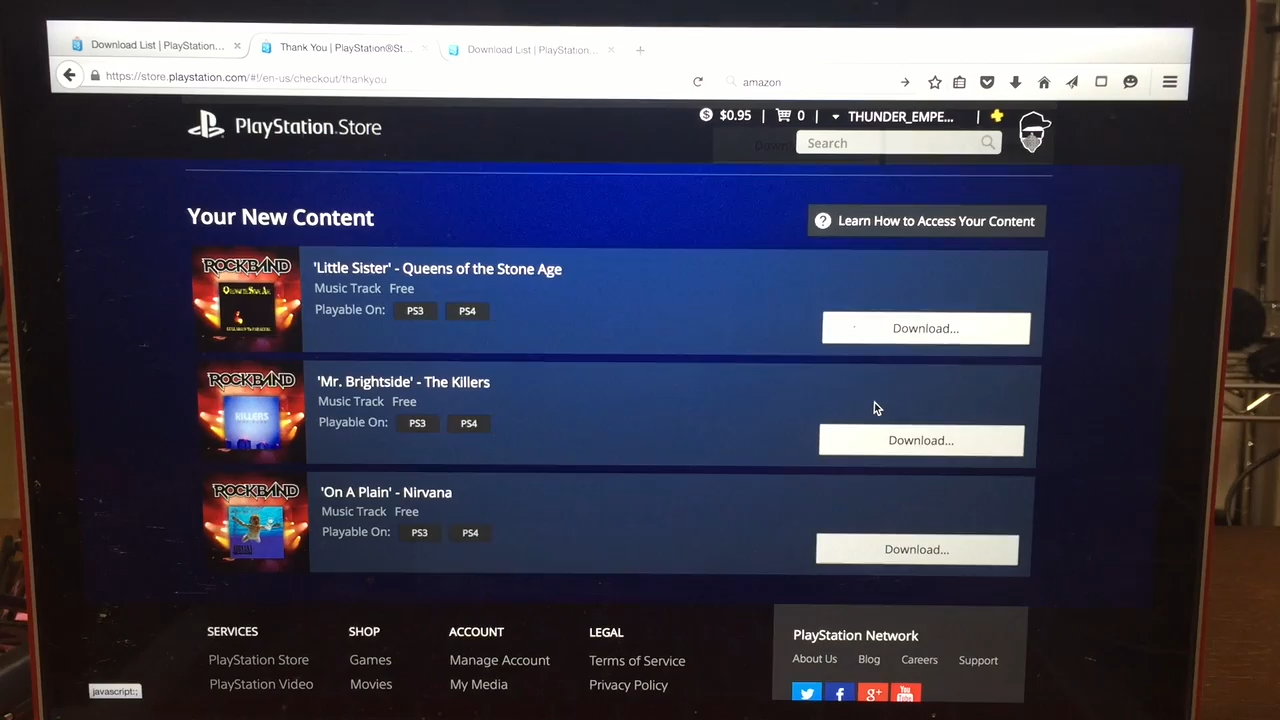 Download List | PlayStation...
Thank You | PlayStation®St...
Download List | PlayStation...
https://store.playstation.com/#!/en-us/checkout/thankyou
amazon
PlayStation.Store
$0.95 | 0 | THUNDER_EMPE... |
Search
Your New Content
Learn How to Access Your Content
ROCKBAND
'Little Sister' - Queens of the Stone Age
Music Track Free
Playable On: PS3 PS4
Download...
ROCKBAND
KILLERS
'Mr. Brightside' - The Killers
Music Track Free
Playable On: PS3 PS4
Download...
ROCKBAND
'On A Plain' - Nirvana
Music Track Free
Playable On: PS3 PS4
Download...
SERVICES
PlayStation Store
PlayStation Video
SHOP
Games
Movies
ACCOUNT
Manage Account
My Media
LEGAL
Terms of Service
Privacy Policy
PlayStation Network
About Us Blog Careers Support
g+ You Tube
javascript:;